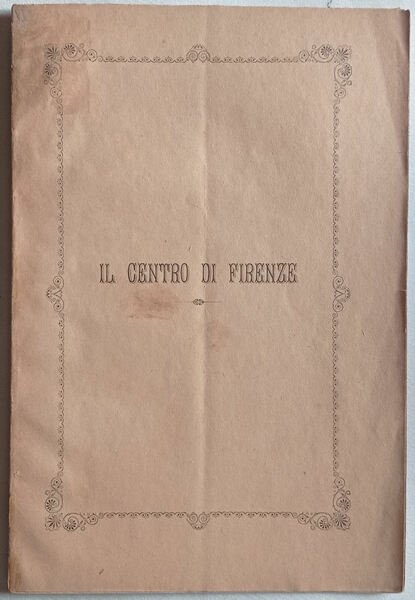 IL CENTRO DI FIRENZE